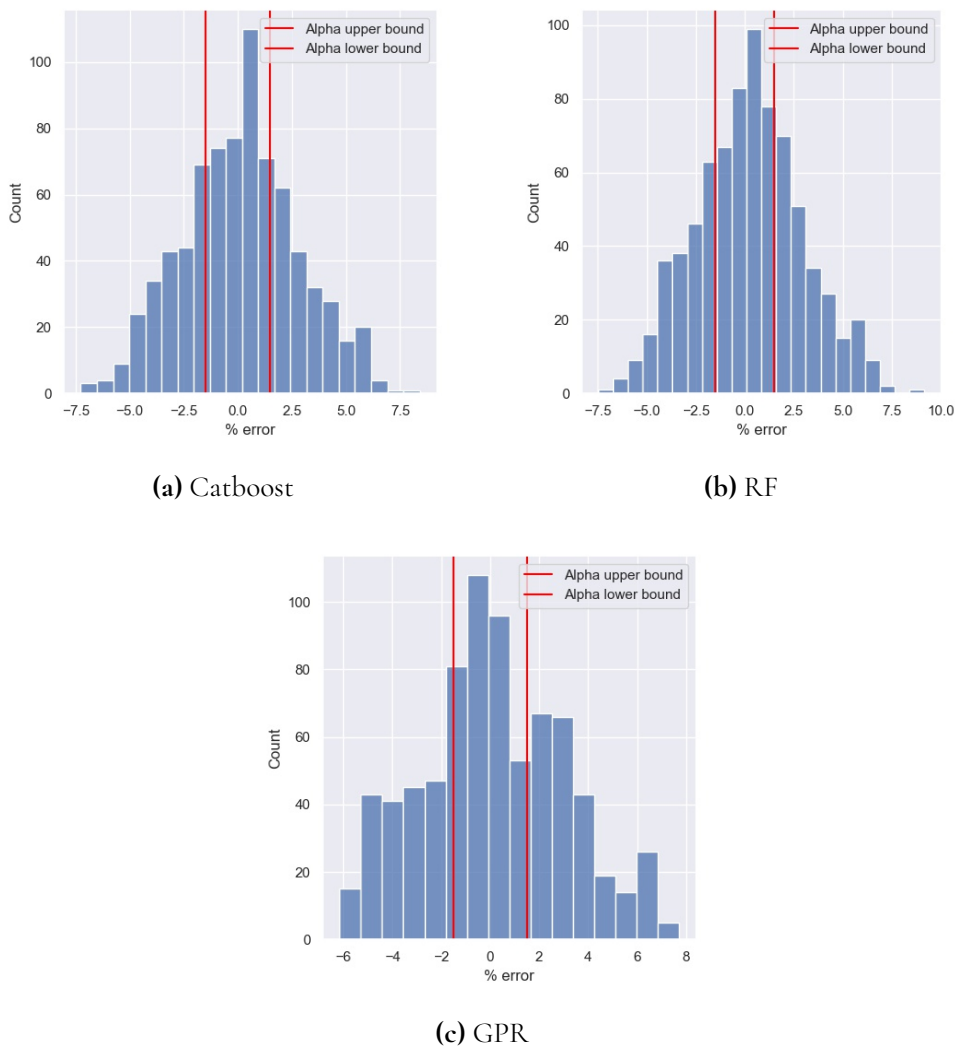 Alpha upper bound
Alpha lower bound
Count
100
80
60
40
20
0
−7.5 −5.0 −2.5 0.0 2.5 5.0 7.5
% error
(a) Catboost
Alpha upper bound
Alpha lower bound
Count
100
80
60
40
20
0
−7.5 −5.0 −2.5 0.0 2.5 5.0 7.5 10.0
% error
(b) RF
Alpha upper bound
Alpha lower bound
Count
100
80
60
40
20
0
−6 −4 −2 0 2 4 6 8
% error
(c) GPR